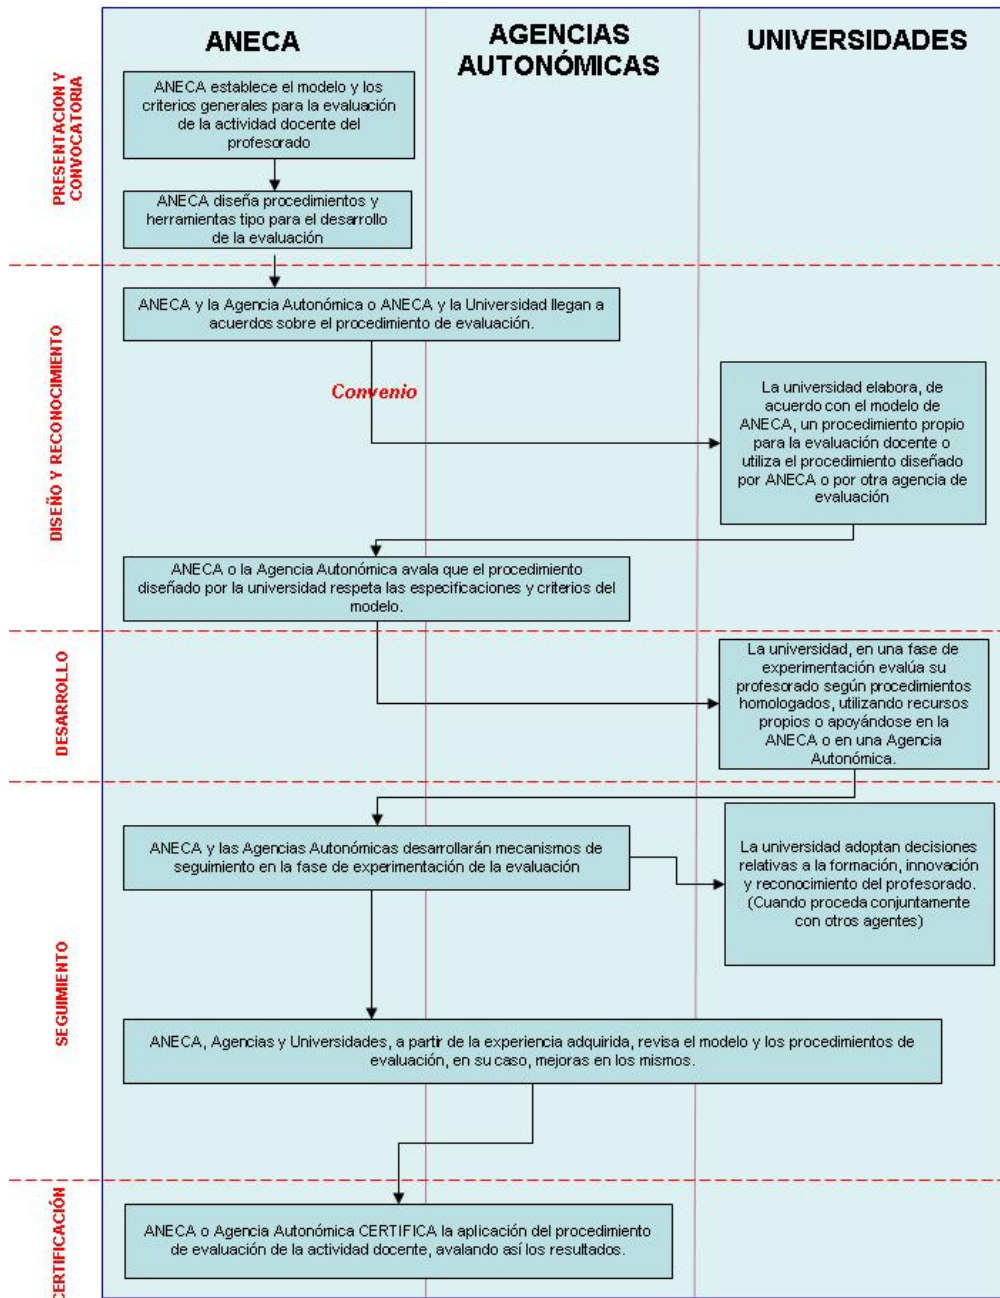 ANECA
AGENCIAS
AUTONÓMICAS
UNIVERSIDADES
PRESENTACION Y
CONVOCATORIA
ANECA establece el modelo y los
criterios generales para la evaluación
de la actividad docente del
profesorado
ANECA diseña procedimientos y
herramientas tipo para el desarrollo
de la evaluación
DISEÑO Y RECONOCIMIENTO
ANECA y la Agencia Autonómica o ANECA y la Universidad llegan a
acuerdos sobre el procedimiento de evaluación.
Convenio
La universidad elabora, de
acuerdo con el modelo de
ANECA, un procedimiento propio
para la evaluación docente o
utiliza el procedimiento diseñado
por ANECA o por otra agencia de
evaluación
ANECA o la Agencia Autonómica avala que el procedimiento
diseñado por la universidad respeta las especificaciones y criterios del
modelo.
DESARROLLO
La universidad, en una fase de
experimentación evalúa su
profesorado según procedimientos
homologados, utilizando recursos
propios o apoyándose en la
ANECA o en una Agencia
Autonómica.
SEGUIMIENTO
ANECA y las Agencias Autonómicas desarrollarán mecanismos de
seguimiento en la fase de experimentación de la evaluación
La universidad adoptan decisiones
relativas a la formación, innovación
y reconocimiento del profesorado.
(Cuando proceda conjuntamente
con otros agentes)
ANECA, Agencias y Universidades, a partir de la experiencia adquirida, revisa el modelo y los procedimientos de
evaluación, en su caso, mejoras en los mismos.
CERTIFICACIÓN
ANECA o Agencia Autonómica CERTIFICA la aplicación del procedimiento
de evaluación de la actividad docente, avalando así los resultados.